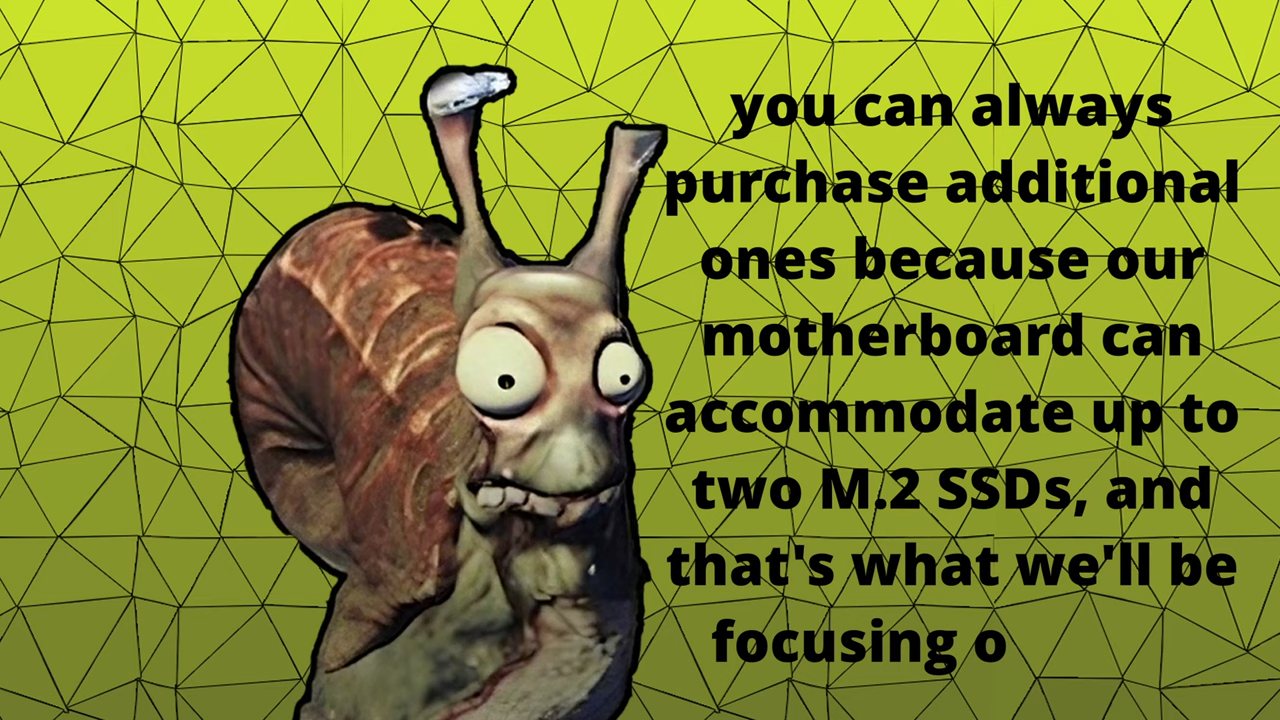 you can always
purchase additional
ones because our
motherboard can
accommodate up to
two M.2 SSDs, and
that's what we'll be
focusing o